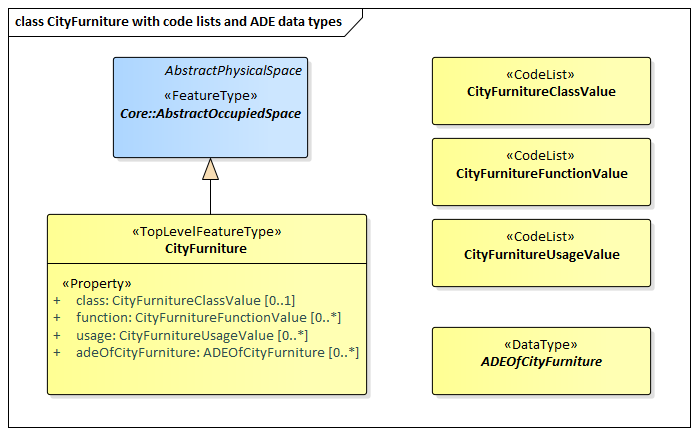 class CityFurniture with code lists and ADE data types
AbstractPhysicalSpace
«FeatureType»
Core::AbstractOccupiedSpace
«TopLevelFeatureType»
CityFurniture
«Property»
+ class: CityFurnitureClassValue [0..1]
+ function: CityFurnitureFunctionValue [0..*]
+ usage: CityFurnitureUsageValue [0..*]
+ adeOfCityFurniture: ADEOfCityFurniture [0..*]
«CodeList»
CityFurnitureClassValue
«CodeList»
CityFurnitureFunctionValue
«CodeList»
CityFurnitureUsageValue
«DataType»
ADEOfCityFurniture